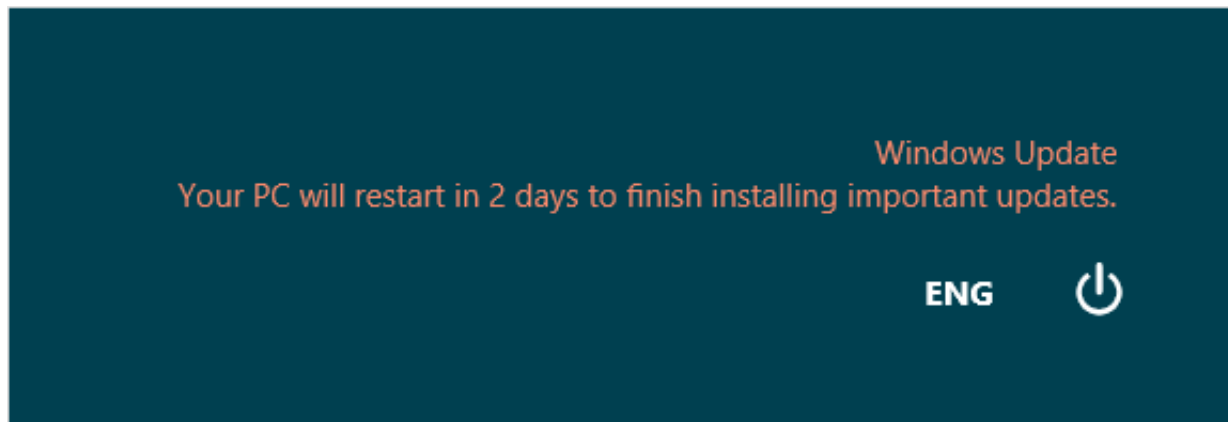 Windows Update
Your PC will restart in 2 days to finish installing important updates.
ENG